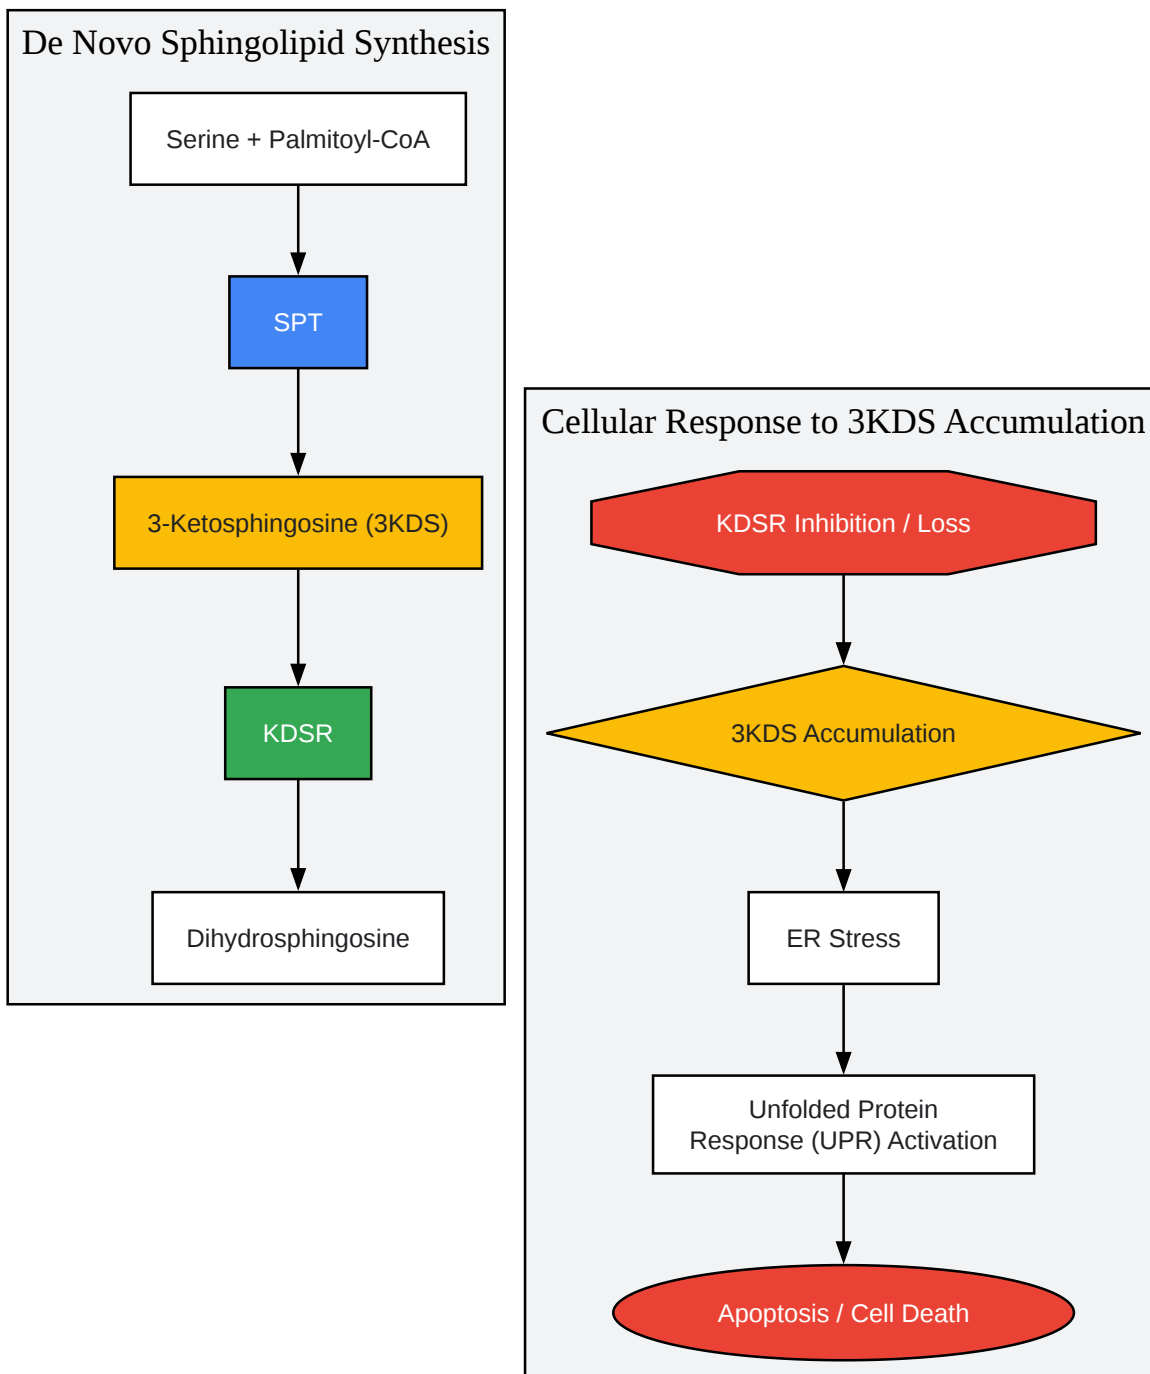 De Novo Sphingolipid Synthesis
Serine + Palmitoyl-CoA
SPT
3-Ketosphingosine (3KDS)
KDSR
Dihydrosphingosine
Cellular Response to 3KDS Accumulation
KDSR Inhibition / Loss
3KDS Accumulation
ER Stress
Unfolded Protein
Response (UPR) Activation
Apoptosis / Cell Death